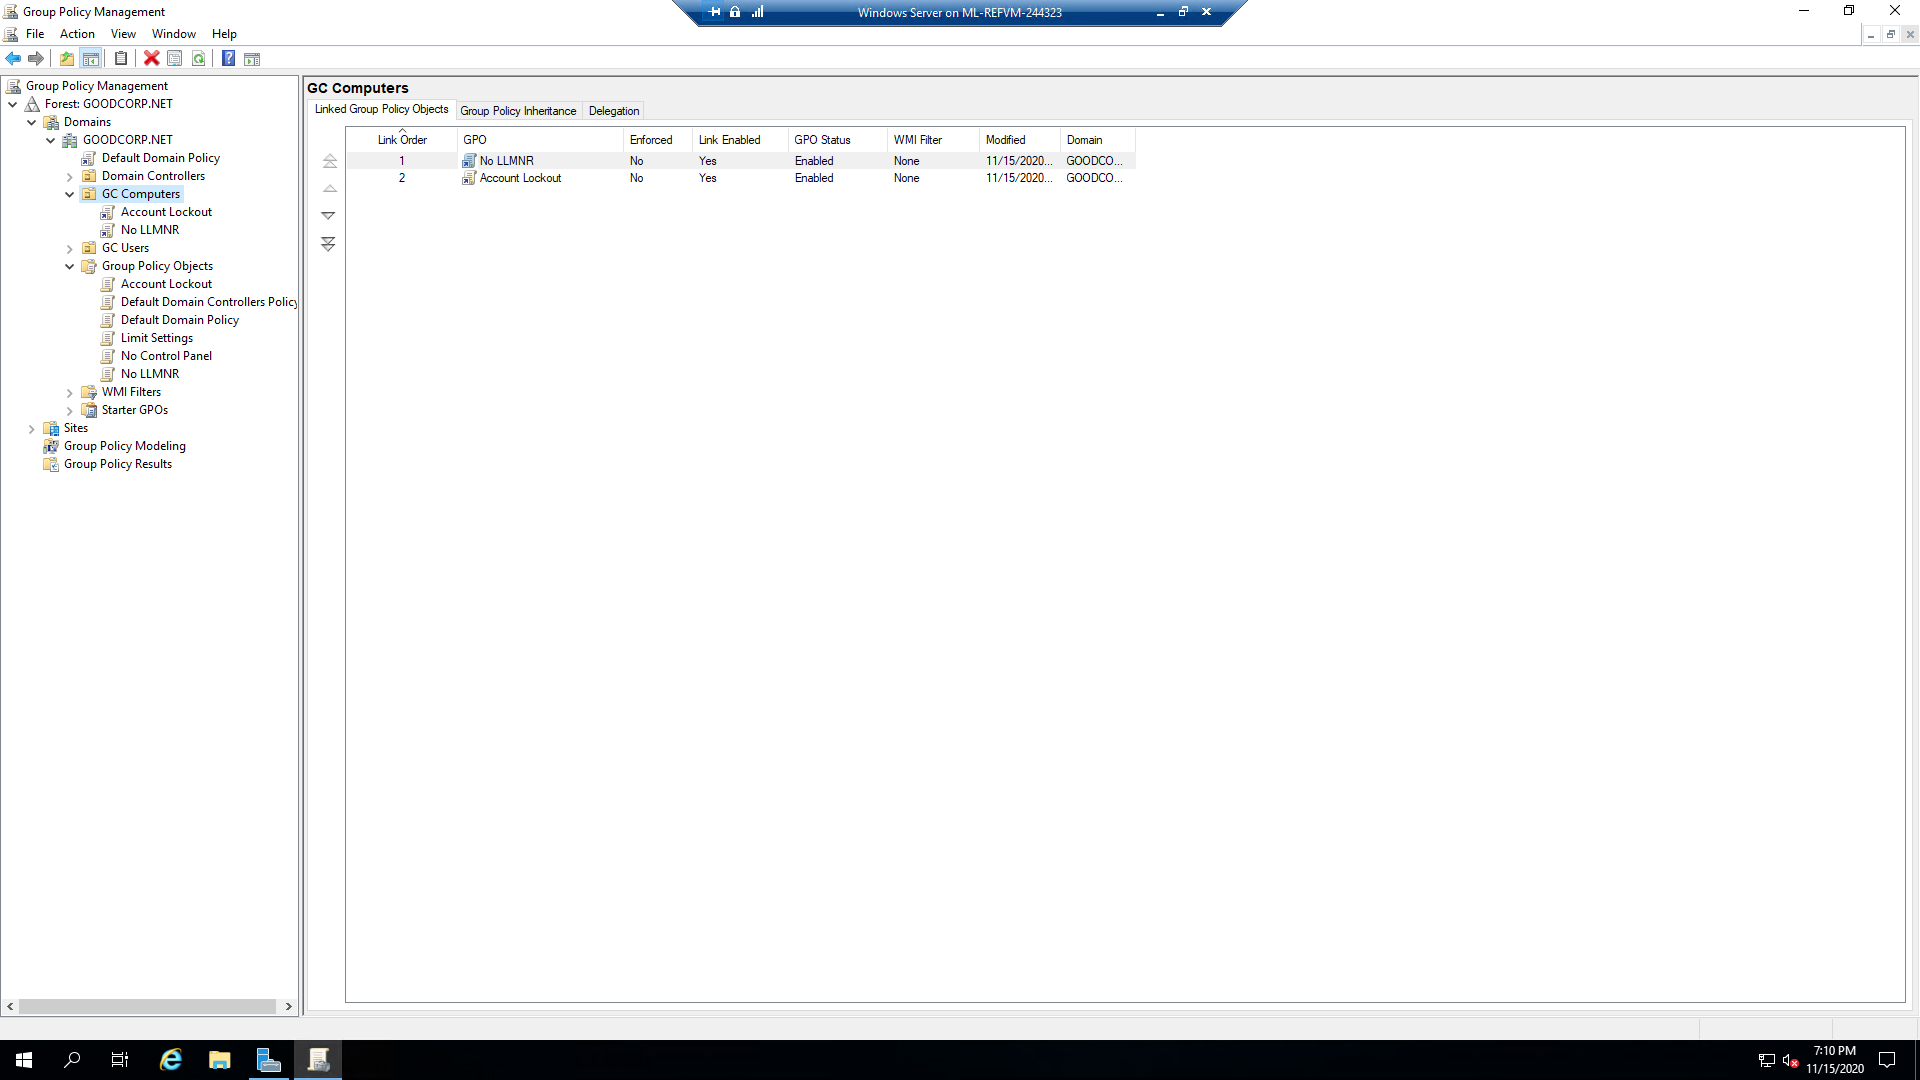 Group Policy Management
Windows Server on ML-REFVM-244323
File Action View Window Help
Group Policy Management
Forest: GOODCORP.NET
Domains
GOODCORP.NET
Default Domain Policy
Domain Controllers
GC Computers
Account Lockout
No LLMNR
GC Users
Group Policy Objects
Account Lockout
Default Domain Controllers Policy
Default Domain Policy
Limit Settings
No Control Panel
No LLMNR
WMI Filters
Starter GPOs
Sites
Group Policy Modeling
Group Policy Results
GC Computers
Linked Group Policy Objects Group Policy Inheritance Delegation
Link Order GPO Enforced Link Enabled GPO Status WMI Filter Modified Domain
1 No LLMNR No Yes Enabled None 11/15/2020... GOODCO...
2 Account Lockout No Yes Enabled None 11/15/2020... GOODCO...
7:10 PM
11/15/2020